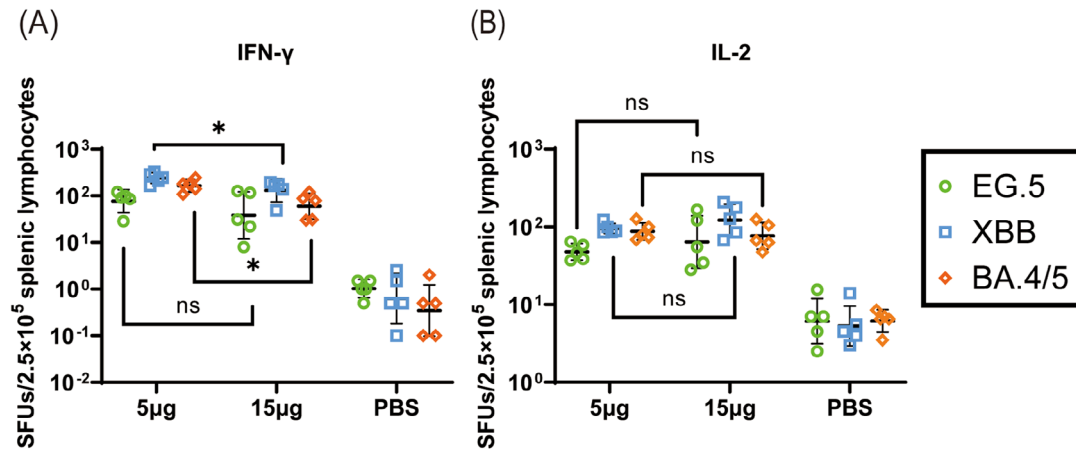 (A)
IFN-γ
SFUs/2.5×10⁵ splenic lymphocytes
10³
10²
10¹
10⁰
10⁻¹
10⁻²
*
*
ns
5μg
15μg
PBS
(B)
IL-2
SFUs/2.5×10⁵ splenic lymphocytes
10³
10²
10¹
10⁰
ns
ns
ns
5μg
15μg
PBS
EG.5
XBB
BA.4/5